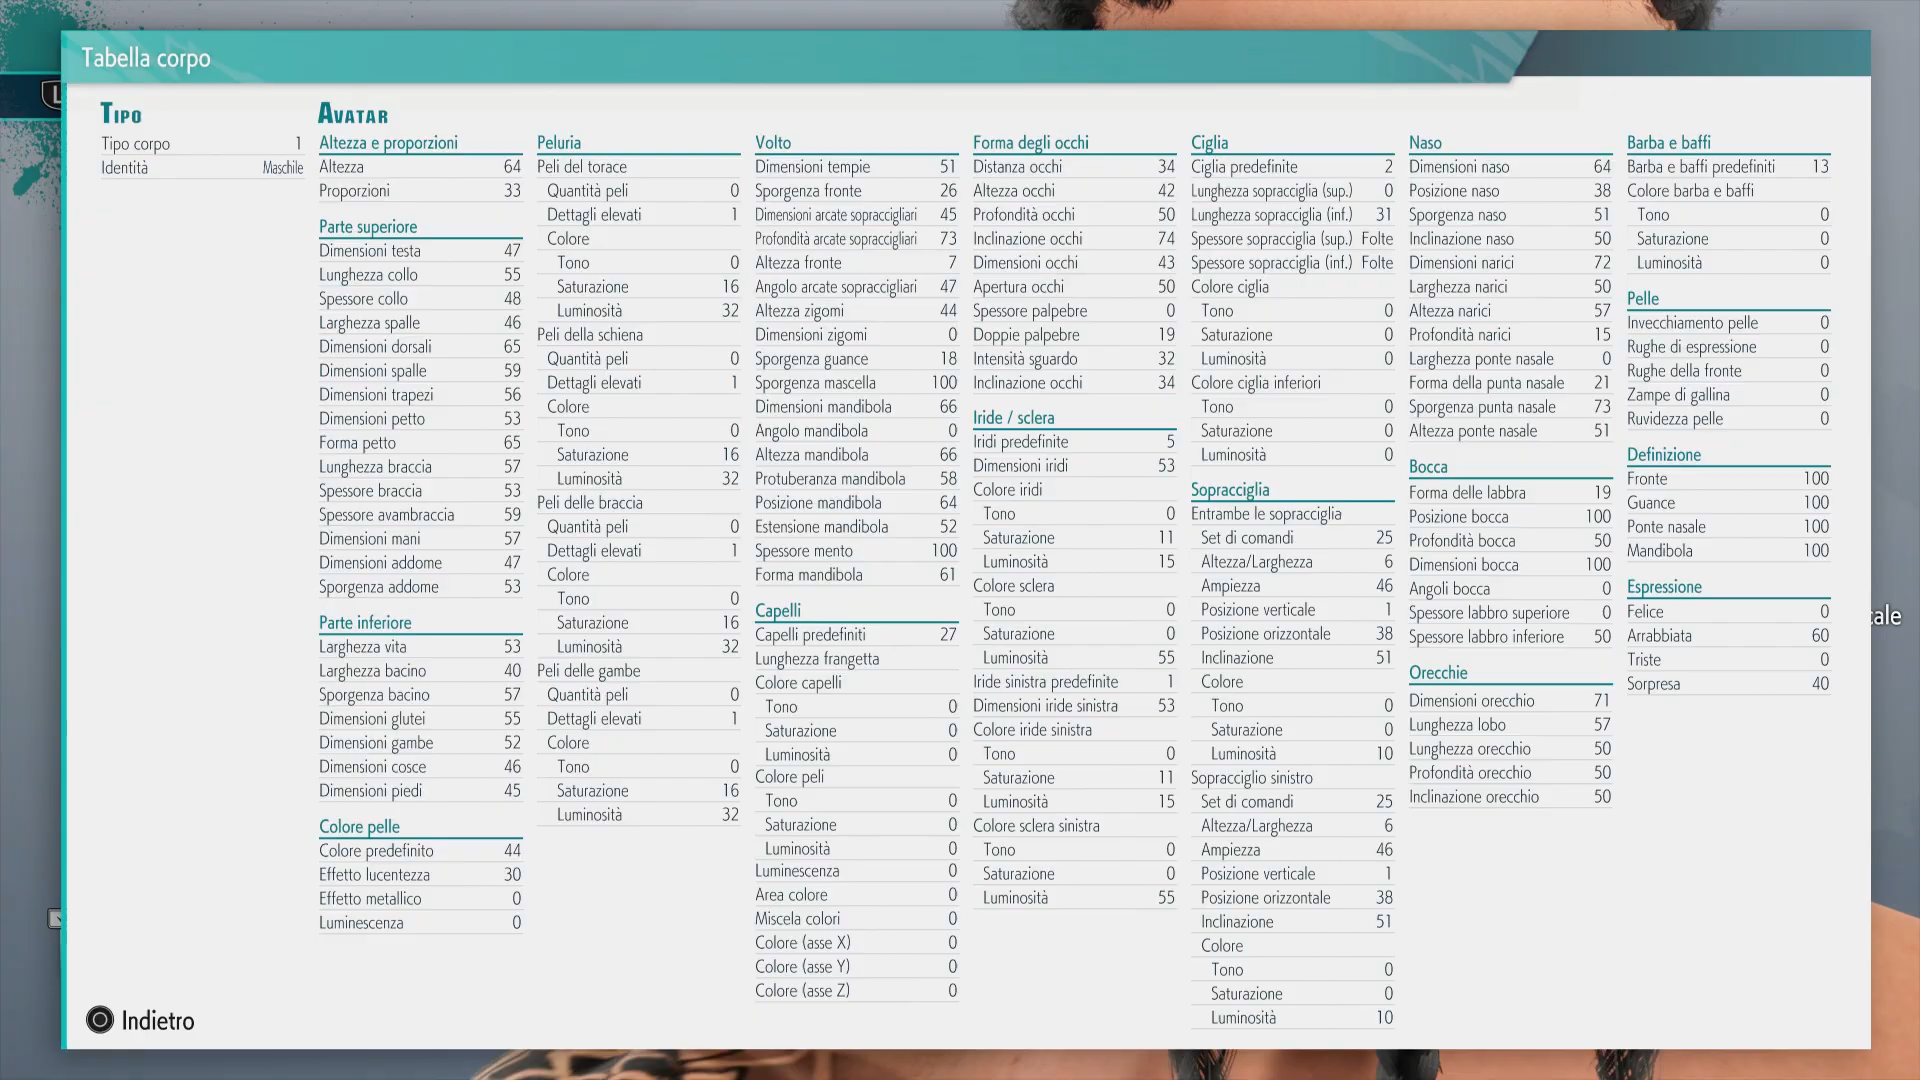 Tabella corpo
L
TIPO
Tipo corpo 1
Identità Maschile
AVATAR
Altezza e proporzioni
Altezza 64
Proporzioni 33
Parte superiore
Dimensioni testa 47
Lunghezza collo 55
Spessore collo 48
Larghezza spalle 46
Dimensioni dorsali 65
Dimensioni spalle 59
Dimensioni trapezi 56
Dimensioni petto 53
Forma petto 65
Lunghezza braccia 57
Spessore braccia 53
Spessore avambraccia 59
Dimensioni mani 57
Dimensioni addome 47
Sporgenza addome 53
Parte inferiore
Larghezza vita 53
Larghezza bacino 40
Sporgenza bacino 57
Dimensioni glutei 55
Dimensioni gambe 52
Dimensioni cosce 46
Dimensioni piedi 45
Colore pelle
Colore predefinito 44
Effetto lucentezza 30
Effetto metallico 0
Luminescenza 0
Peluria
Peli del torace
Quantità peli 0
Dettagli elevati 1
Colore
Tono 0
Saturazione 16
Luminosità 32
Peli della schiena
Quantità peli 0
Dettagli elevati 1
Colore
Tono 0
Saturazione 16
Luminosità 32
Peli delle braccia
Quantità peli 0
Dettagli elevati 1
Colore
Tono 0
Saturazione 16
Luminosità 32
Peli delle gambe
Quantità peli 0
Dettagli elevati 1
Colore
Tono 0
Saturazione 16
Luminosità 32
Volto
Dimensioni tempie 51
Sporgenza fronte 26
Dimensioni arcate sopraccigliari 45
Profondità arcate sopraccigliari 73
Altezza fronte 7
Angolo arcate sopraccigliari 47
Altezza zigomi 44
Dimensioni zigomi 0
Sporgenza guance 18
Sporgenza mascella 100
Dimensioni mandibola 66
Angolo mandibola 0
Altezza mandibola 66
Protuberanza mandibola 58
Posizione mandibola 64
Estensione mandibola 52
Spessore mento 100
Forma mandibola 61
Capelli
Capelli predefiniti 27
Lunghezza frangetta
Colore capelli
Tono 0
Saturazione 0
Luminosità 0
Colore peli
Tono 0
Saturazione 0
Luminosità 0
Luminescenza 0
Area colore 0
Miscela colori 0
Colore (asse X) 0
Colore (asse Y) 0
Colore (asse Z) 0
Forma degli occhi
Distanza occhi 34
Altezza occhi 42
Profondità occhi 50
Inclinazione occhi 74
Dimensioni occhi 43
Apertura occhi 50
Spessore palpebre 0
Doppie palpebre 19
Intensità sguardo 32
Inclinazione occhi 34
Iride / sclera
Iridi predefinite 5
Dimensioni iridi 53
Colore iridi
Tono 0
Saturazione 11
Luminosità 15
Colore sclera
Tono 0
Saturazione 0
Luminosità 55
Iride sinistra predefinite 1
Dimensioni iride sinistra 53
Colore iride sinistra
Tono 0
Saturazione 11
Luminosità 15
Colore sclera sinistra
Tono 0
Saturazione 0
Luminosità 55
Ciglia
Ciglia predefinite 2
Lunghezza sopracciglia (sup.) 0
Lunghezza sopracciglia (inf.) 31
Spessore sopracciglia (sup.) Folte
Spessore sopracciglia (inf.) Folte
Colore ciglia
Tono 0
Saturazione 0
Luminosità 0
Colore ciglia inferiori
Tono 0
Saturazione 0
Luminosità 0
Sopracciglia
Entrambe le sopracciglia
Set di comandi 25
Altezza/Larghezza 6
Ampiezza 46
Posizione verticale 1
Posizione orizzontale 38
Inclinazione 51
Colore
Tono 0
Saturazione 0
Luminosità 10
Sopracciglio sinistro
Set di comandi 25
Altezza/Larghezza 6
Ampiezza 46
Posizione verticale 1
Posizione orizzontale 38
Inclinazione 51
Colore
Tono 0
Saturazione 0
Luminosità 10
Naso
Dimensioni naso 64
Posizione naso 38
Sporgenza naso 51
Inclinazione naso 50
Dimensioni narici 72
Larghezza narici 50
Altezza narici 57
Profondità narici 15
Larghezza ponte nasale 0
Forma della punta nasale 21
Sporgenza punta nasale 73
Altezza ponte nasale 51
Bocca
Forma delle labbra 19
Posizione bocca 100
Profondità bocca 50
Dimensioni bocca 100
Angoli bocca 0
Spessore labbro superiore 0
Spessore labbro inferiore 50
Orecchie
Dimensioni orecchio 71
Lunghezza lobo 57
Lunghezza orecchio 50
Profondità orecchio 50
Inclinazione orecchio 50
Barba e baffi
Barba e baffi predefiniti 13
Colore barba e baffi
Tono 0
Saturazione 0
Luminosità 0
Pelle
Invecchiamento pelle 0
Rughe di espressione 0
Rughe della fronte 0
Zampe di gallina 0
Ruvidezza pelle 0
Definizione
Fronte 100
Guance 100
Ponte nasale 100
Mandibola 100
Espressione
Felice 0
Arrabbiata 60
Triste 0
Sorpresa 40
Indietro